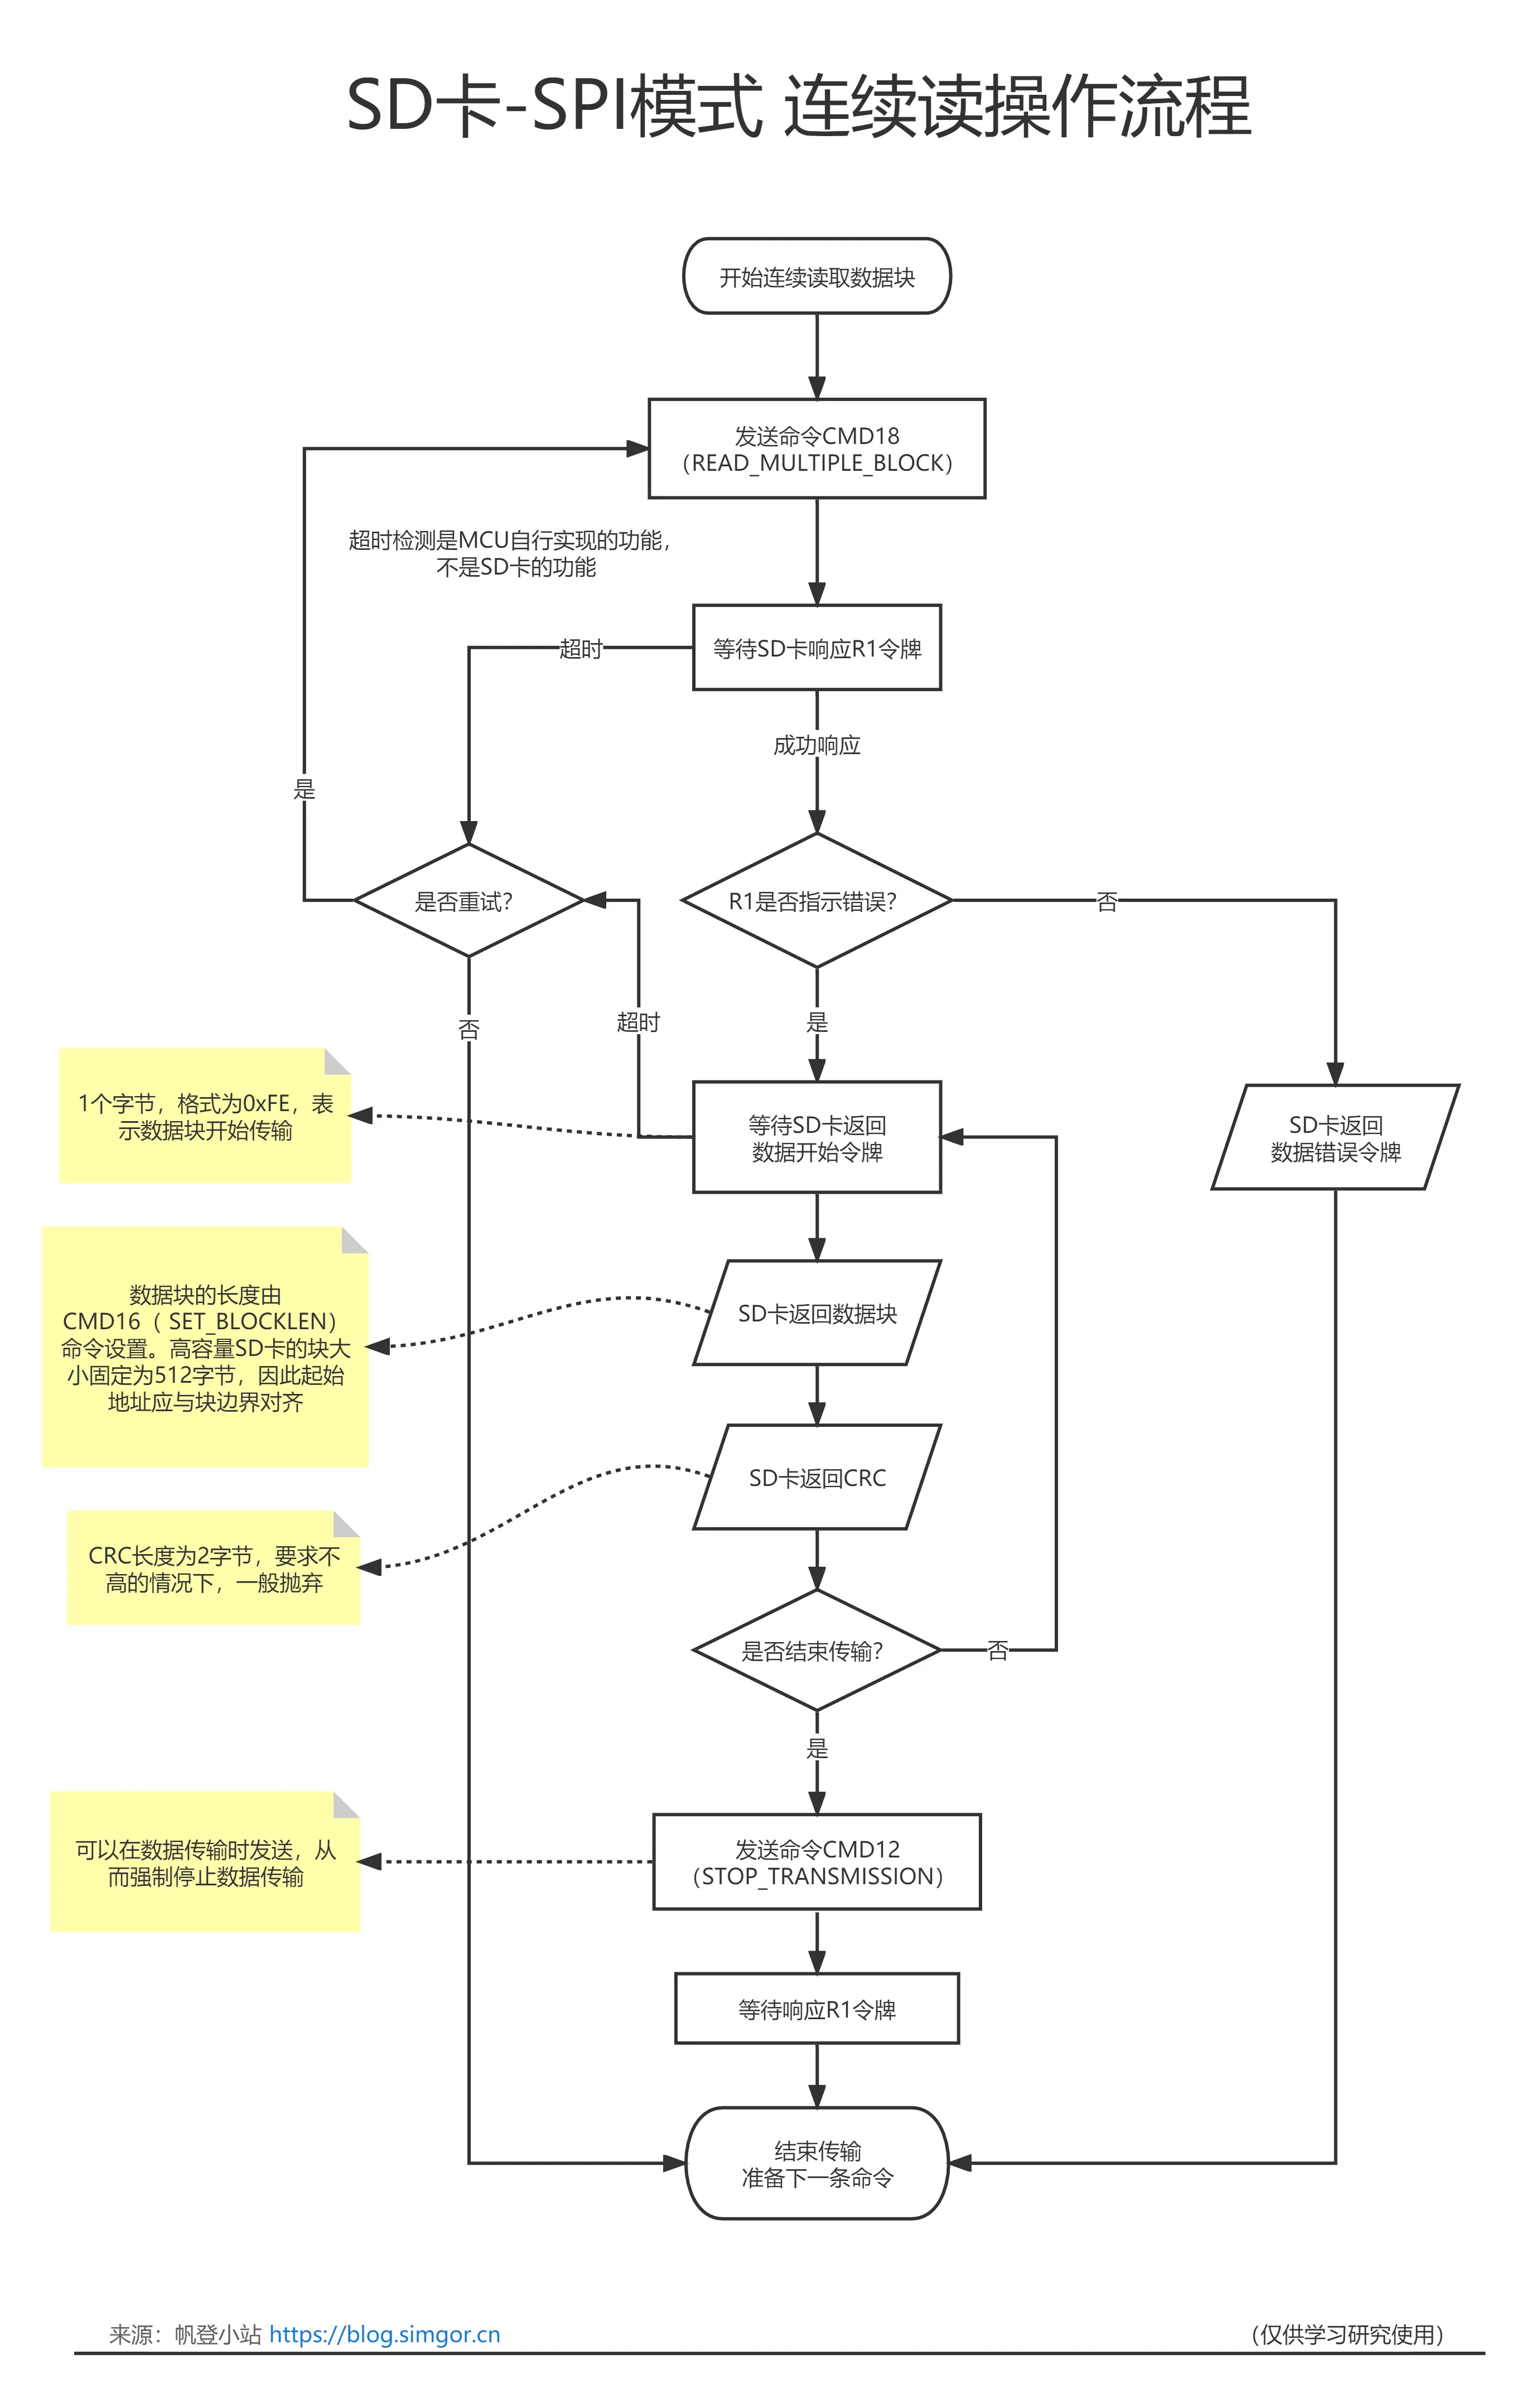 SD卡-SPI模式 连续读操作流程
开始连续读取数据块
发送命令CMD18
（READ_MULTIPLE_BLOCK）
超时检测是MCU自行实现的功能，
不是SD卡的功能
等待SD卡响应R1令牌
超时
成功响应
是
是否重试？
R1是否指示错误？
否
否
超时
是
1个字节，格式为0xFE，表
示数据块开始传输
等待SD卡返回
数据开始令牌
SD卡返回
数据错误令牌
数据块的长度由
CMD16（ SET_BLOCKLEN）
命令设置。高容量SD卡的块大
小固定为512字节，因此起始
地址应与块边界对齐
SD卡返回数据块
SD卡返回CRC
CRC长度为2字节，要求不
高的情况下，一般抛弃
是否结束传输？
否
是
可以在数据传输时发送，从
而强制停止数据传输
发送命令CMD12
（STOP_TRANSMISSION）
等待响应R1令牌
结束传输
准备下一条命令
来源：帆登小站 https://blog.simgor.cn
（仅供学习研究使用）